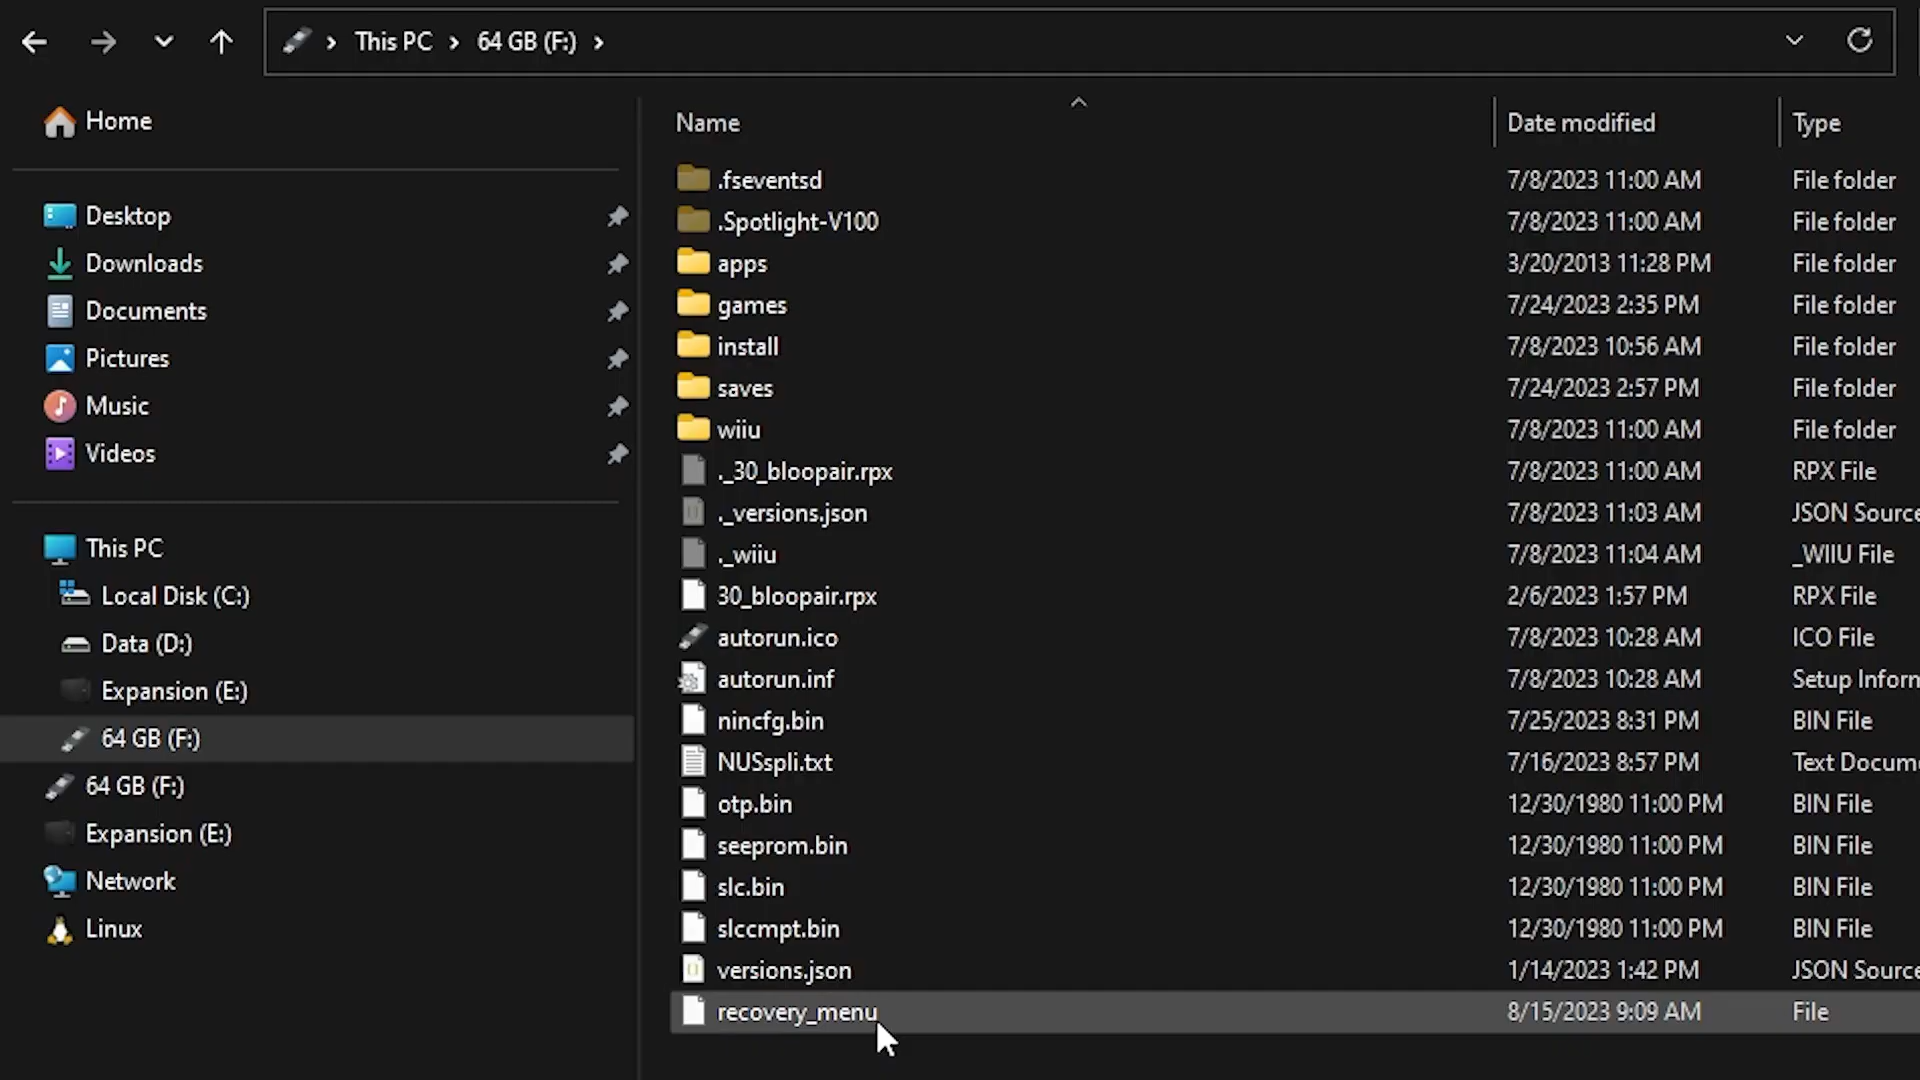 This PC
64 GB (F:)
Home
Desktop
Downloads
Documents
Pictures
Music
Videos
This PC
Local Disk (C:)
Data (D:)
Expansion (E:)
64 GB (F:)
64 GB (F:)
Expansion (E:)
Network
Linux
Name Date modified Type
.fseventsd 7/8/2023 11:00 AM File folder
.Spotlight-V100 7/8/2023 11:00 AM File folder
apps 3/20/2013 11:28 PM File folder
games 7/24/2023 2:35 PM File folder
install 7/8/2023 10:56 AM File folder
saves 7/24/2023 2:57 PM File folder
wiiu 7/8/2023 11:00 AM File folder
._30_bloopair.rpx 7/8/2023 11:00 AM RPX File
._versions.json 7/8/2023 11:03 AM JSON Source
._wiiu 7/8/2023 11:04 AM _WIIU File
30_bloopair.rpx 2/6/2023 1:57 PM RPX File
autorun.ico 7/8/2023 10:28 AM ICO File
autorun.inf 7/8/2023 10:28 AM Setup Inforn
nincfg.bin 7/25/2023 8:31 PM BIN File
NUSspli.txt 7/16/2023 8:57 PM Text Docum
otp.bin 12/30/1980 11:00 PM BIN File
seeprom.bin 12/30/1980 11:00 PM BIN File
slc.bin 12/30/1980 11:00 PM BIN File
slccmpt.bin 12/30/1980 11:00 PM BIN File
versions.json 1/14/2023 1:42 PM JSON Source
recovery_menu 8/15/2023 9:09 AM File